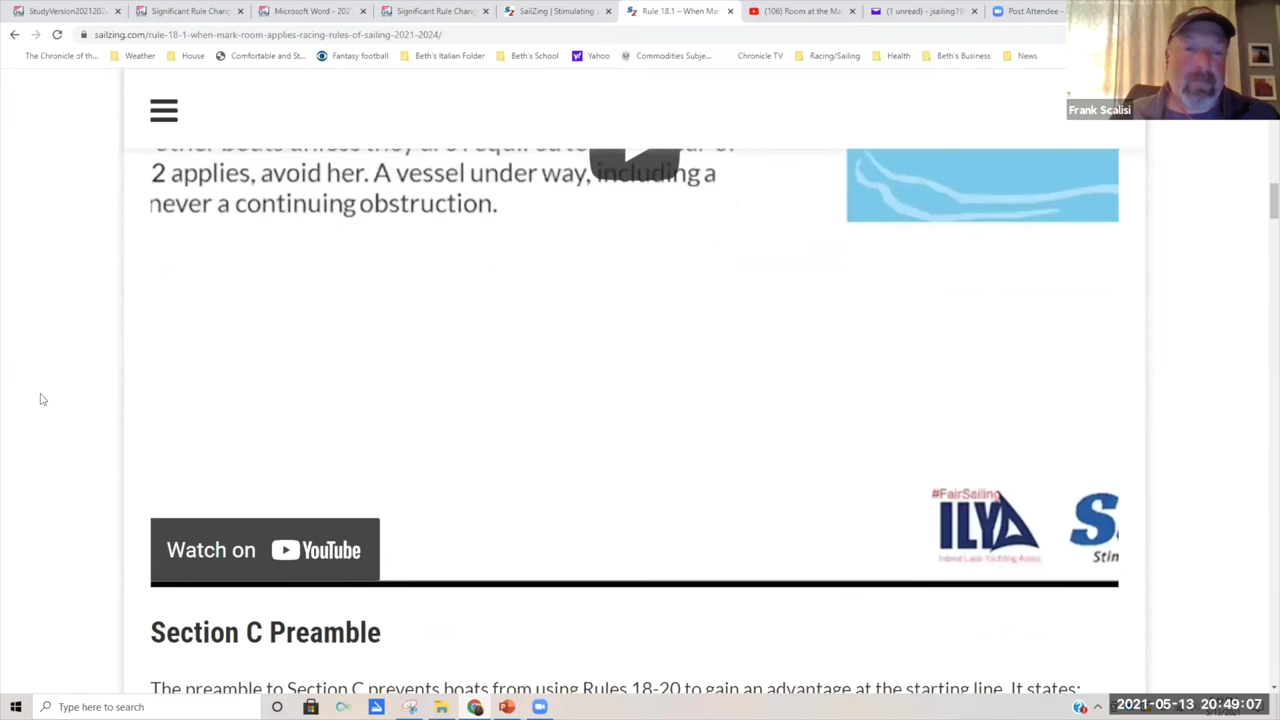 StudyVersion2021202
Significant Rule Chang
Microsoft Word - 202
Significant Rule Chang
SailZing | Stimulating
Rule 18.1 – When Ma
(106) Room at the Ma
(1 unread) - jsailing19
Post Attendee -
sailzing.com/rule-18-1-when-mark-room-applies-racing-rules-of-sailing-2021-2024/
The Chronicle of th...
Weather
House
Comfortable and St...
Fantasy football
Beth's Italian Folder
Beth's School
Yahoo
Commodities Subje...
Chronicle TV
Racing/Sailing
Health
Beth's Business
News
Frank Scalisi
2 applies, avoid her. A vessel under way, including a
never a continuing obstruction.
#FairSailing
ILYA
Watch on YouTube
Stin
Section C Preamble
The preamble to Section C prevents boats from using Rules 18-20 to gain an advantage at the starting line. It states:
Type here to search
2021-05-13 20:49:07